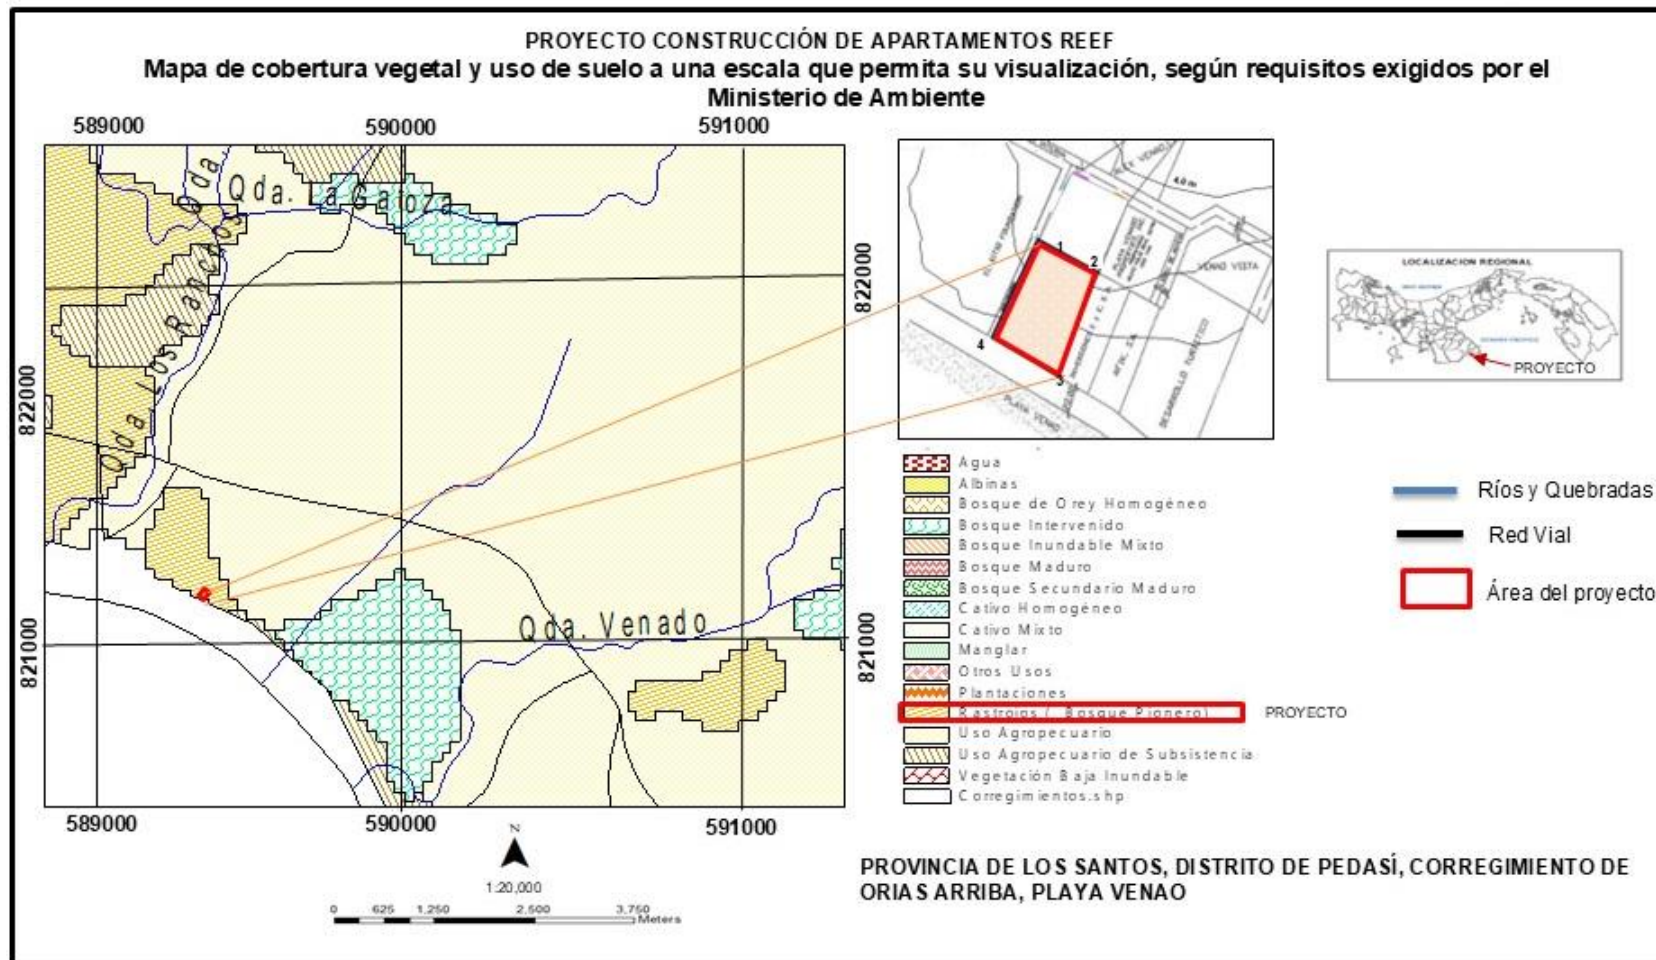 PROYECTO CONSTRUCCIÓN DE APARTAMENTOS REEF
Mapa de cobertura vegetal y uso de suelo a una escala que permita su visualización, según requisitos exigidos por el
Ministerio de Ambiente
589000
590000
591000
822000
821000
822000
821000
Qda. Los Ranchos
Qda.
Qda. Venado
589000
590000
591000
N
1:20,000
0 625 1,250 2,500 3,750
Meters
1
2
3
4
4.0 m
VENAO VISTA
DESARROLLO TURISTICO
PLAYA VENAO
LOCALIZACION REGIONAL
PROYECTO
Agua
Albinas
Bosque de Orey Homogéneo
Bosque Intervenido
Bosque Inundable Mixto
Bosque Maduro
Bosque Secundario Maduro
Cativo Homogéneo
Cativo Mixto
Manglar
Otros Usos
Plantaciones
Rastrojos ( Bosque Pionero)
PROYECTO
Uso Agropecuario
Uso Agropecuario de Subsistencia
Vegetación Baja Inundable
Corregimientos.shp
Ríos y Quebradas
Red Vial
Área del proyecto
PROVINCIA DE LOS SANTOS, DISTRITO DE PEDASÍ, CORREGIMIENTO DE
ORIAS ARRIBA, PLAYA VENAO